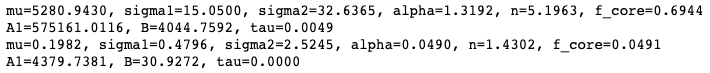 mu=5280.9430, sigma1=15.0500, sigma2=32.6365, alpha=1.3192, n=5.1963, f_core=0.6944
A1=575161.0116, B=4044.7592, tau=0.0049
mu=0.1982, sigma1=0.4796, sigma2=2.5245, alpha=0.0490, n=1.4302, f_core=0.0491
A1=4379.7381, B=30.9272, tau=0.0000